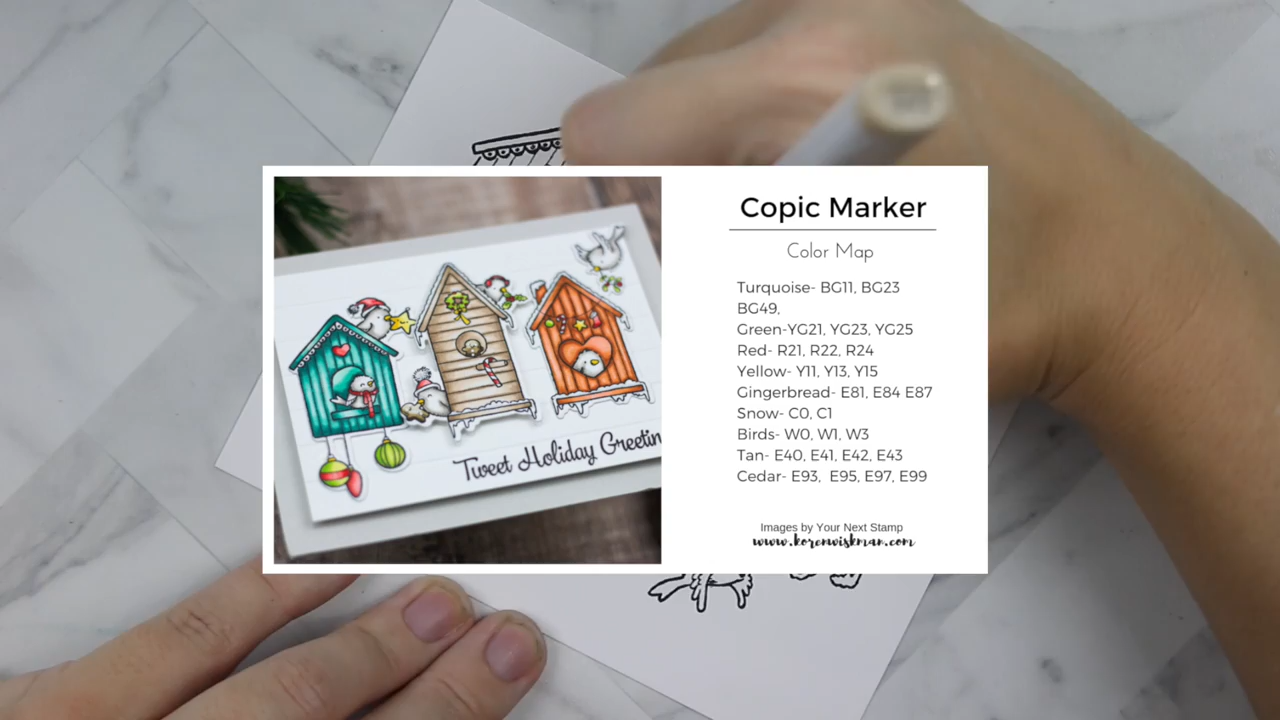 Tweet Holiday Greetin
Copic Marker
Color Map
Turquoise- BG11, BG23
BG49,
Green-YG21, YG23, YG25
Red- R21, R22, R24
Yellow- Y11, Y13, Y15
Gingerbread- E81, E84 E87
Snow- C0, C1
Birds- W0, W1, W3
Tan- E40, E41, E42, E43
Cedar- E93,  E95, E97, E99
Images by Your Next Stamp
www.korenwiskman.com